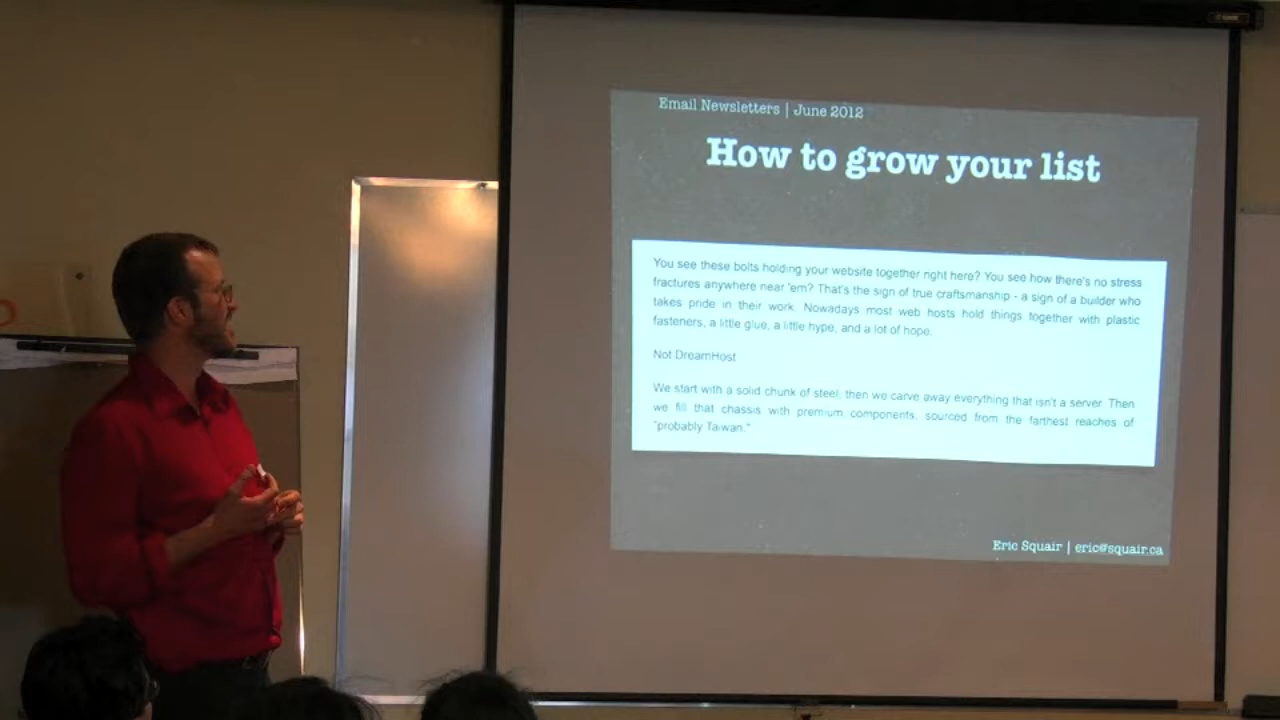 Email Newsletters | June 2012
How to grow your list
You see these bolts holding your website together right here? You see how there's no stress
fractures anywhere near 'em? That's the sign of true craftsmanship - a sign of a builder who
takes pride in their work. Nowadays most web hosts hold things together with plastic
fasteners, a little glue, a little hype, and a lot of hope.
Not DreamHost
We start with a solid chunk of steel, then we carve away everything that isn't a server. Then
we fill that chassis with premium components, sourced from the farthest reaches of
"probably Taiwan."
Eric Squair | eric@squair.ca